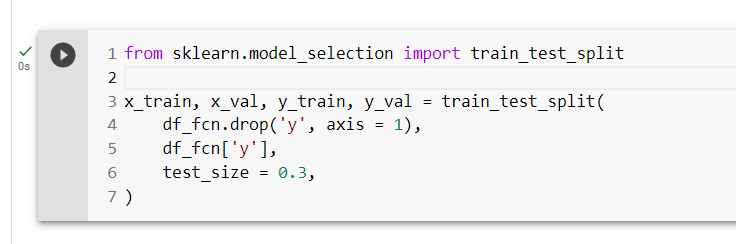 0s
1 from sklearn.model_selection import train_test_split
2
3 x_train, x_val, y_train, y_val = train_test_split(
4     df_fcn.drop('y', axis = 1),
5     df_fcn['y'],
6     test_size = 0.3,
7 )